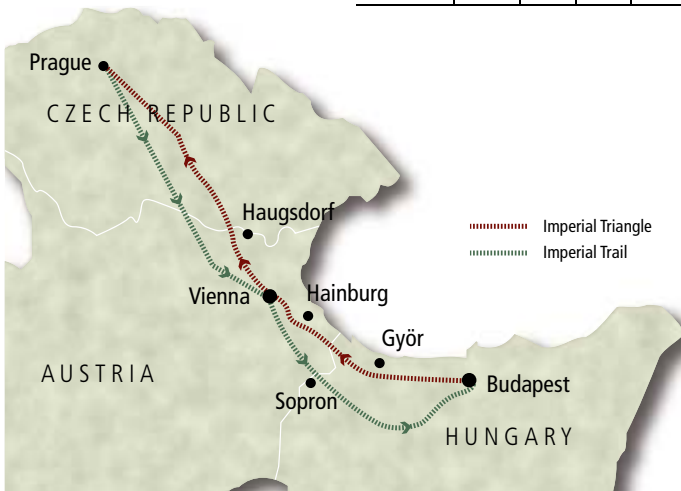 Prague
CZECH REPUBLIC
Haugsdorf
Imperial Triangle
Imperial Trail
Vienna
Hainburg
Györ
AUSTRIA
Sopron
Budapest
HUNGARY